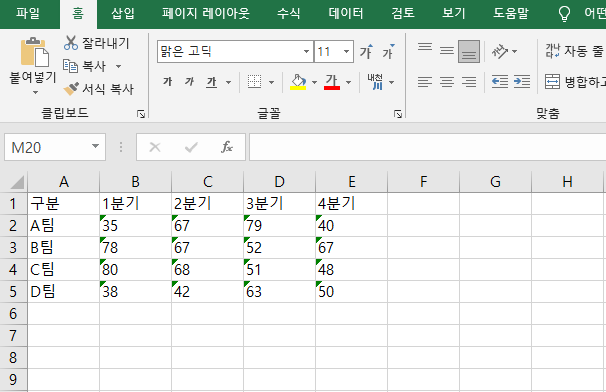 파일 홈 삽입 페이지 레이아웃 수식 데이터 검토 보기 도움말 어떤
잘라내기
복사
서식 복사
붙여넣기
클립보드
맑은 고딕 11 가 가
가 가 가 가 내천
글꼴
가나 자동 줄
병합하고
맞춤
M20 fx
A B C D E F G H
1 구분 1분기 2분기 3분기 4분기
2 A팀 35 67 79 40
3 B팀 78 67 52 67
4 C팀 80 68 51 48
5 D팀 38 42 63 50
6
7
8
9